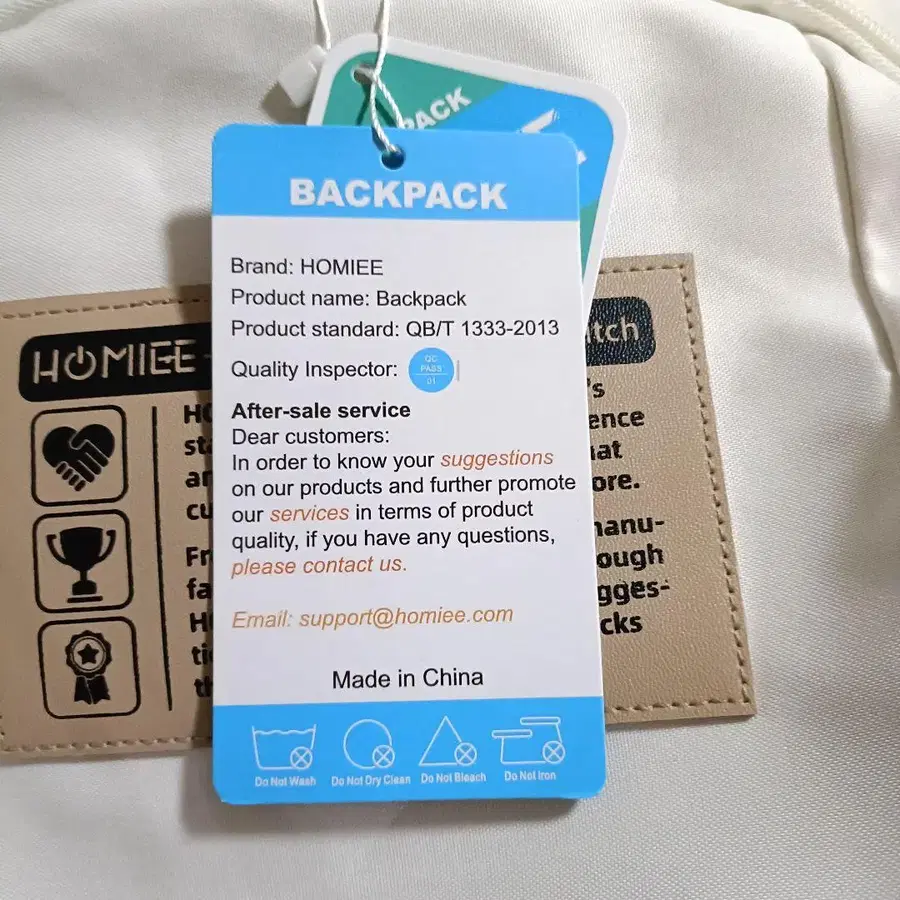 PACK
BACKPACK
Brand: HOMIEE
Product name: Backpack
Product standard: QB/T 1333-2013
Quality Inspector:
QC
PASS
01
After-sale service
Dear customers:
In order to know your suggestions
on our products and further promote
our services in terms of product
quality, if you have any questions,
please contact us.
Email: support@homiee.com
Made in China
Do Not Wash
Do Not Dry Clean
Do Not Bleach
Do Not Iron
HOMIEE
itch
's
ence
ore.
manu-
ough
gges-
cks